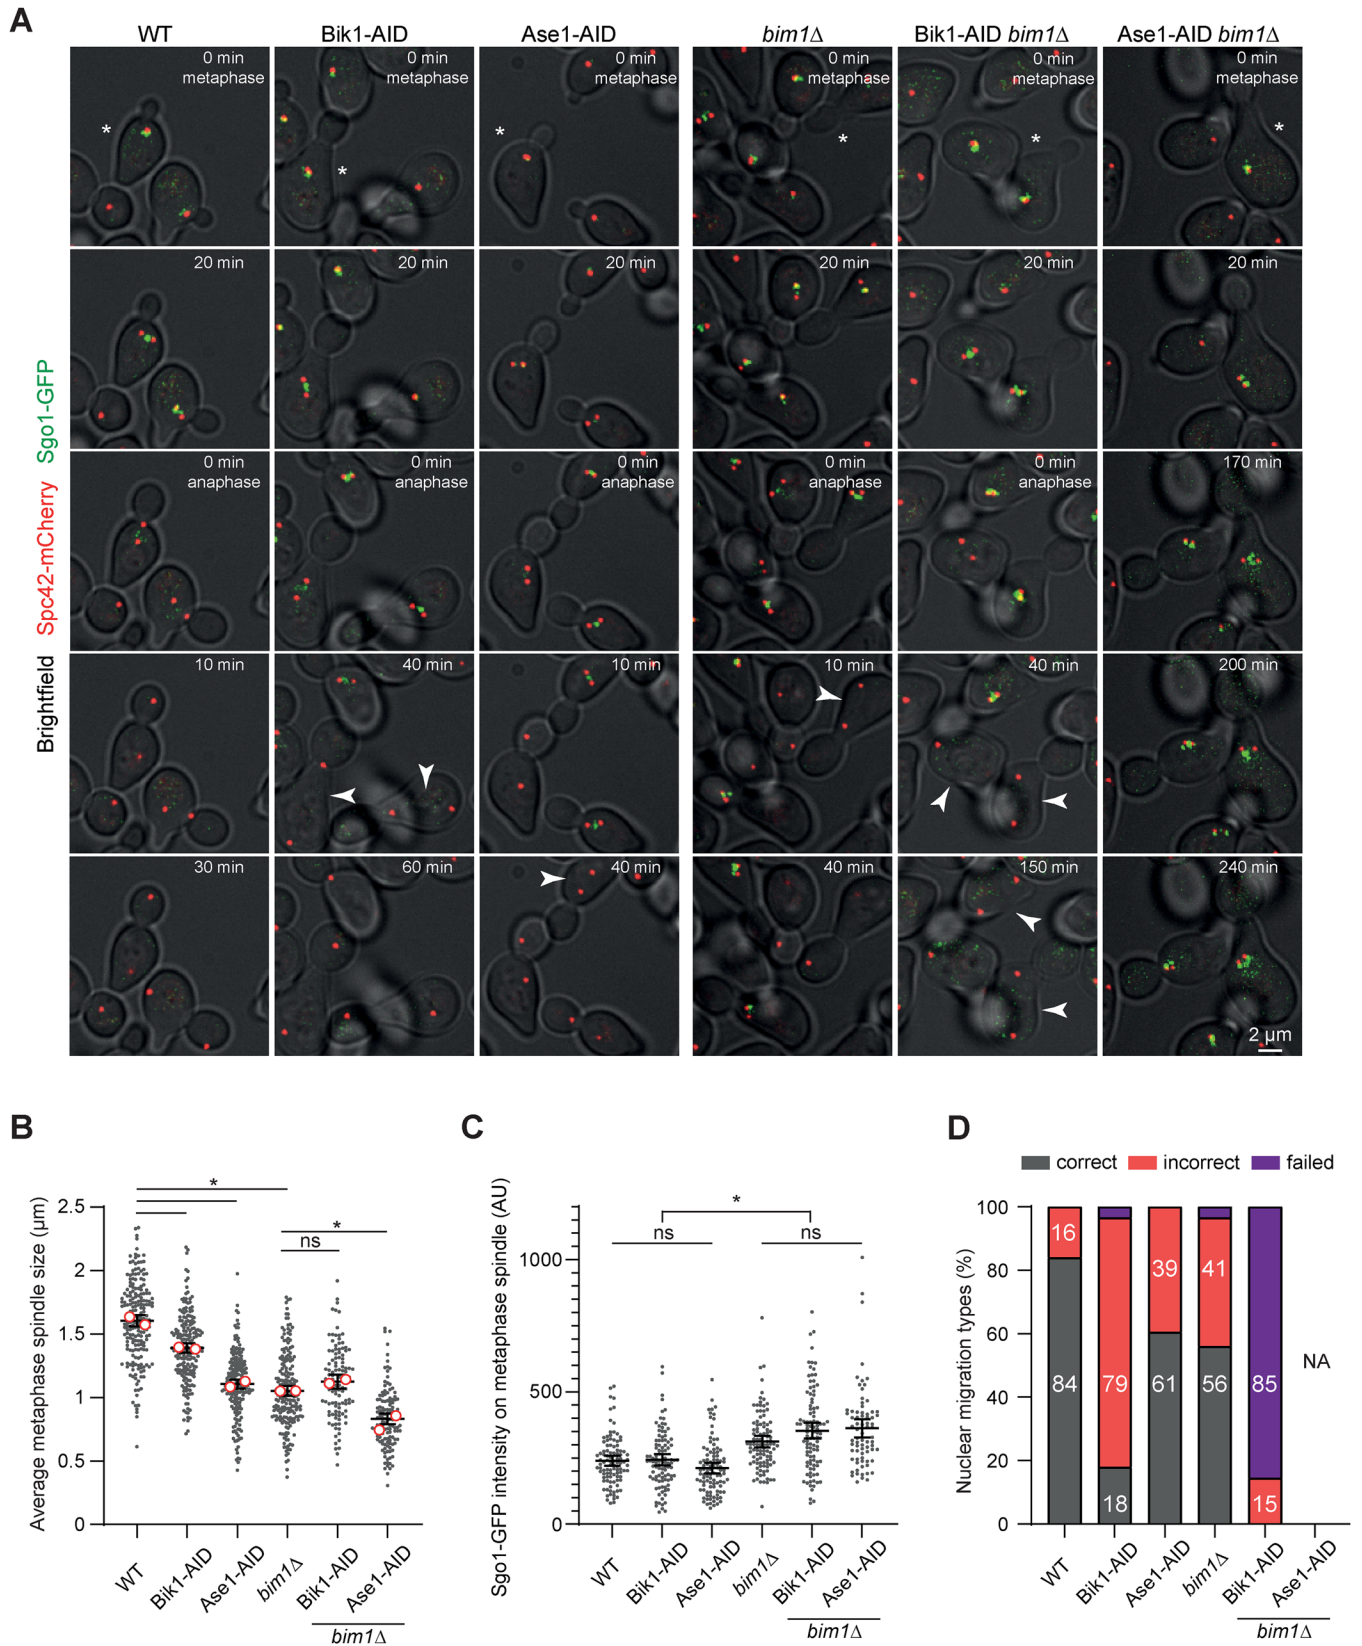 A
WT Bik1-AID Ase1-AID bim1Δ Bik1-AID bim1Δ Ase1-AID bim1Δ
Brightfield Spc42-mCherry Sgo1-GFP
0 min metaphase 0 min metaphase 0 min metaphase 0 min metaphase 0 min metaphase 0 min metaphase
* * * * * *
20 min 20 min 20 min 20 min 20 min 20 min
0 min anaphase 0 min anaphase 0 min anaphase 0 min anaphase 0 min anaphase 170 min
10 min 40 min 10 min 10 min 40 min 200 min
30 min 60 min 40 min 40 min 150 min 240 min
2 µm
B
Average metaphase spindle size (µm)
2.5
2
1.5
1
0.5
0
*
*
ns
WT Bik1-AID Ase1-AID bim1Δ Bik1-AID Ase1-AID
bim1Δ
C
Sgo1-GFP intensity on metaphase spindle (AU)
1000
500
0
*
ns ns
WT Bik1-AID Ase1-AID bim1Δ Bik1-AID Ase1-AID
bim1Δ
D
correct incorrect failed
Nuclear migration types (%)
100
80
60
40
20
0
16 39 41
84 79 61 56 85
18 15
NA
WT Bik1-AID Ase1-AID bim1Δ Bik1-AID Ase1-AID
bim1Δ